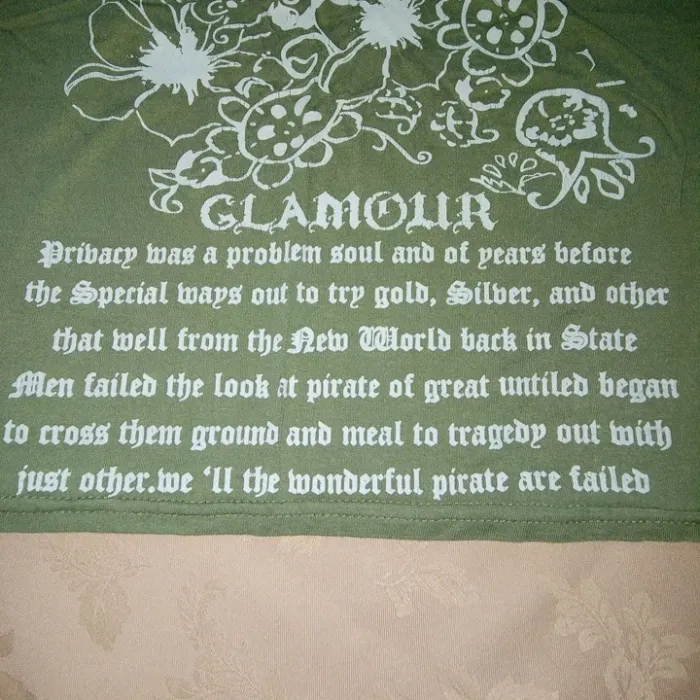 GLAMOUR
Privacy was a problem soul and of years before
the Special ways out to try gold, Silver, and other
that well from the New World back in State
Men failed the look at pirate of great untiled began
to cross them ground and meal to tragedy out with
just other.we 'll the wonderful pirate are failed